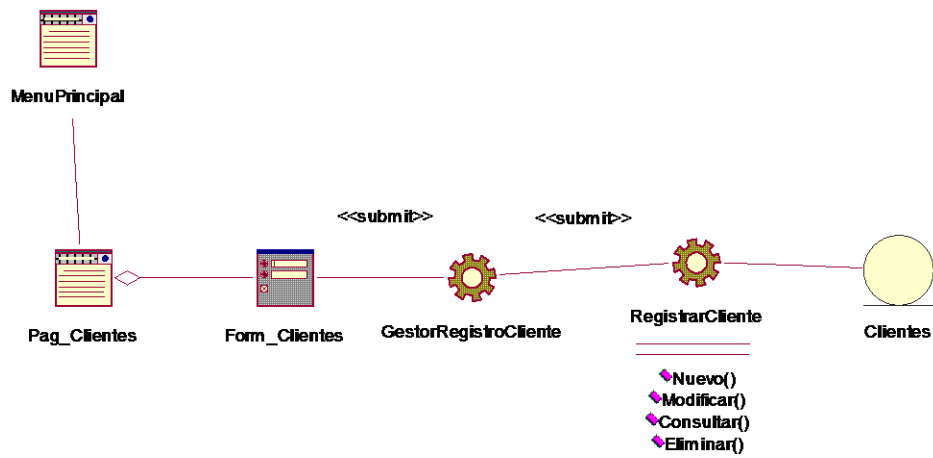 MenuPrincipal
<<submit>>
<<submit>>
Pag_Clientes
Form_Clientes
GestorRegistroCliente
RegistrarCliente
Clientes
Nuevo()
Modificar()
Consultar()
Eliminar()